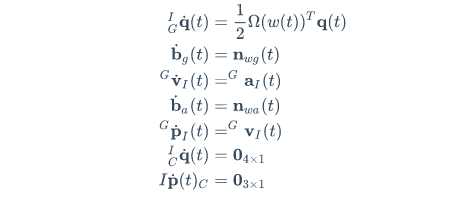 $^{I}_{G}\dot{\mathbf{q}}(t) = \frac{1}{2}\Omega(w(t))^{T}\mathbf{q}(t)$
$\dot{\mathbf{b}}_{g}(t) = \mathbf{n}_{wg}(t)$
$^{G}\dot{\mathbf{v}}_{I}(t) =^{G} \mathbf{a}_{I}(t)$
$\dot{\mathbf{b}}_{a}(t) = \mathbf{n}_{wa}(t)$
$^{G}\dot{\mathbf{p}}_{I}(t) =^{G} \mathbf{v}_{I}(t)$
$^{I}_{C}\dot{\mathbf{q}}(t) = \mathbf{0}_{4\times1}$
$I\dot{\mathbf{p}}(t)_{C} = \mathbf{0}_{3\times1}$